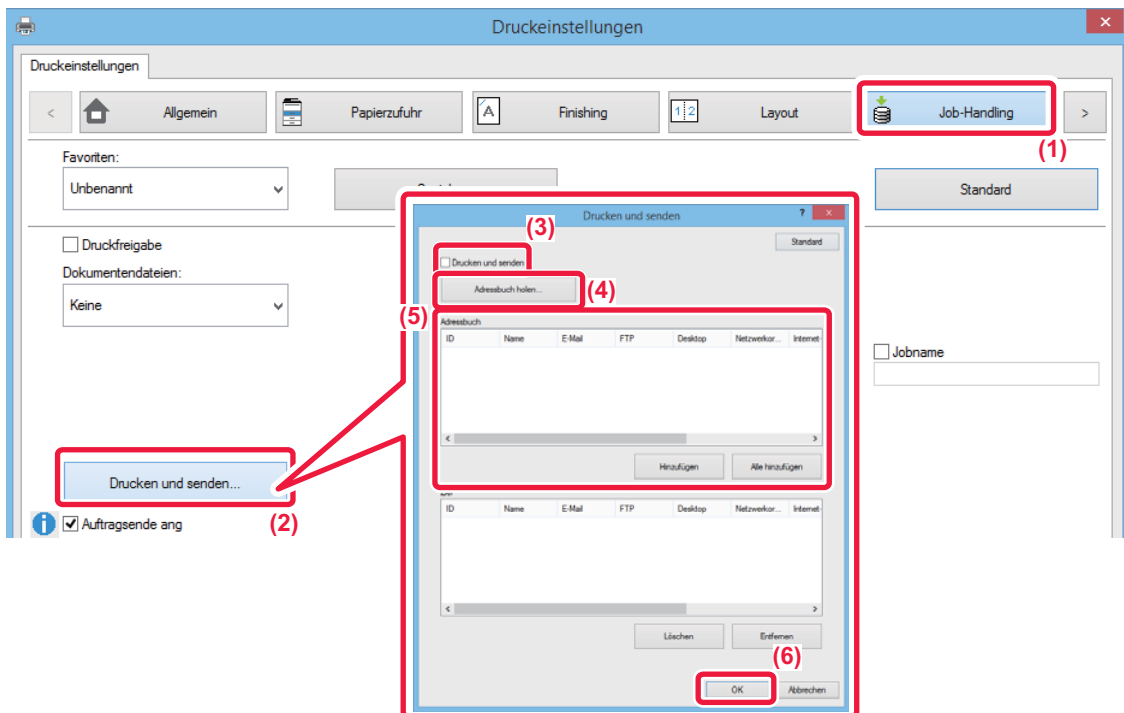 Druckeinstellungen
Druckeinstellungen
< Allgemein Papierzufuhr A Finishing 1 2 Layout Job-Handling >
(1)
Favoriten:
Unbenannt
Standard
Drucken und senden ? ×
(3)
Standard
Druckfreigabe
Drucken und senden
Dokumentendateien:
Adressbuch holen...
(4)
Keine
(5)
Adressbuch
ID Name E-Mail FTP Desktop Netzwerkor... Internet-
Jobname
< >
Hinzufügen Alle hinzufügen
Drucken und senden...
(2)
ID Name E-Mail FTP Desktop Netzwerkor... Internet-
i Auftragsende ang
< >
Löschen Entfernen
(6)
OK Abbrechen